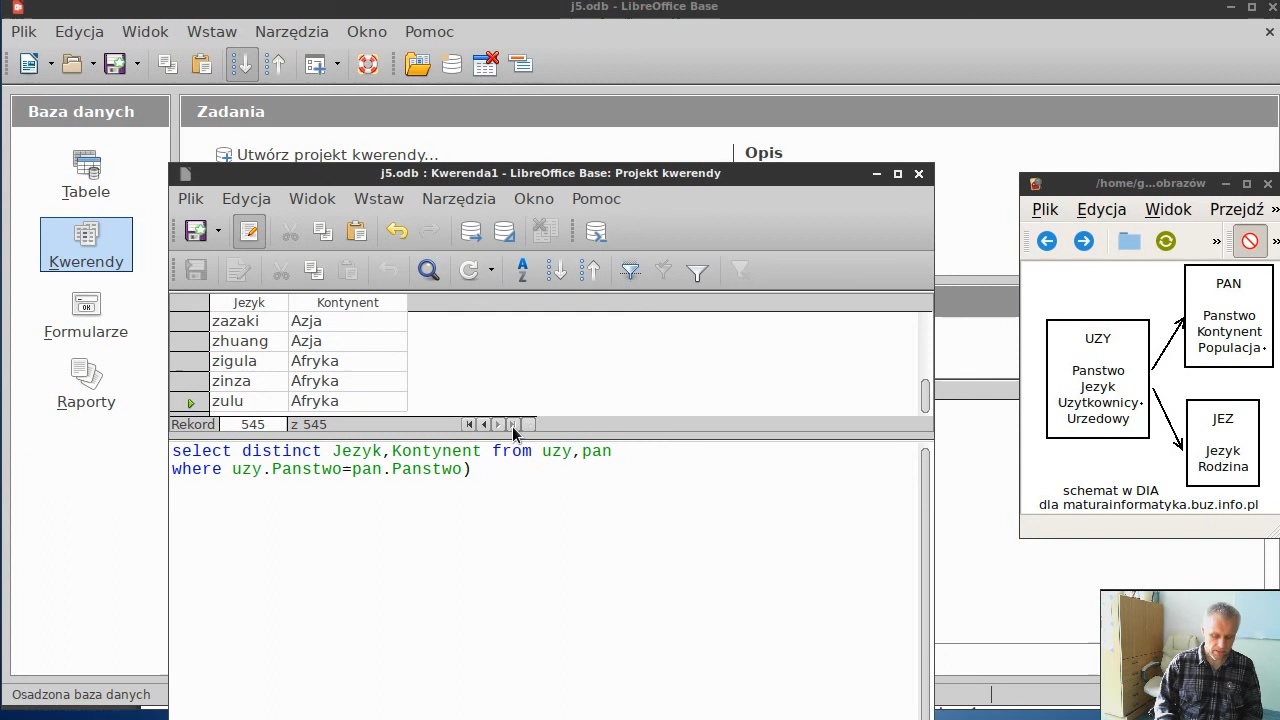 j5.odb - LibreOffice Base
Plik Edycja Widok Wstaw Narzędzia Okno Pomoc
Baza danych
Zadania
Tabele
Kwerendy
Formularze
Raporty
Utwórz projekt kwerendy...
Opis
j5.odb : Kwerenda1 - LibreOffice Base: Projekt kwerendy
Plik Edycja Widok Wstaw Narzędzia Okno Pomoc
Jezyk Kontynent
zazaki Azja
zhuang Azja
zigula Afryka
zinza Afryka
zulu Afryka
Rekord 545 z 545
select distinct Jezyk,Kontynent from uzy,pan
where uzy.Panstwo=pan.Panstwo)
/home/g...obrazów
Plik Edycja Widok Przejdź »
» »
PAN
Panstwo
Kontynent
Populacja
UZY
Panstwo
Jezyk
Uzytkownicy
Urzedowy
JEZ
Jezyk
Rodzina
schemat w DIA
dla maturainformatyka.buz.info.pl
Osadzona baza danych